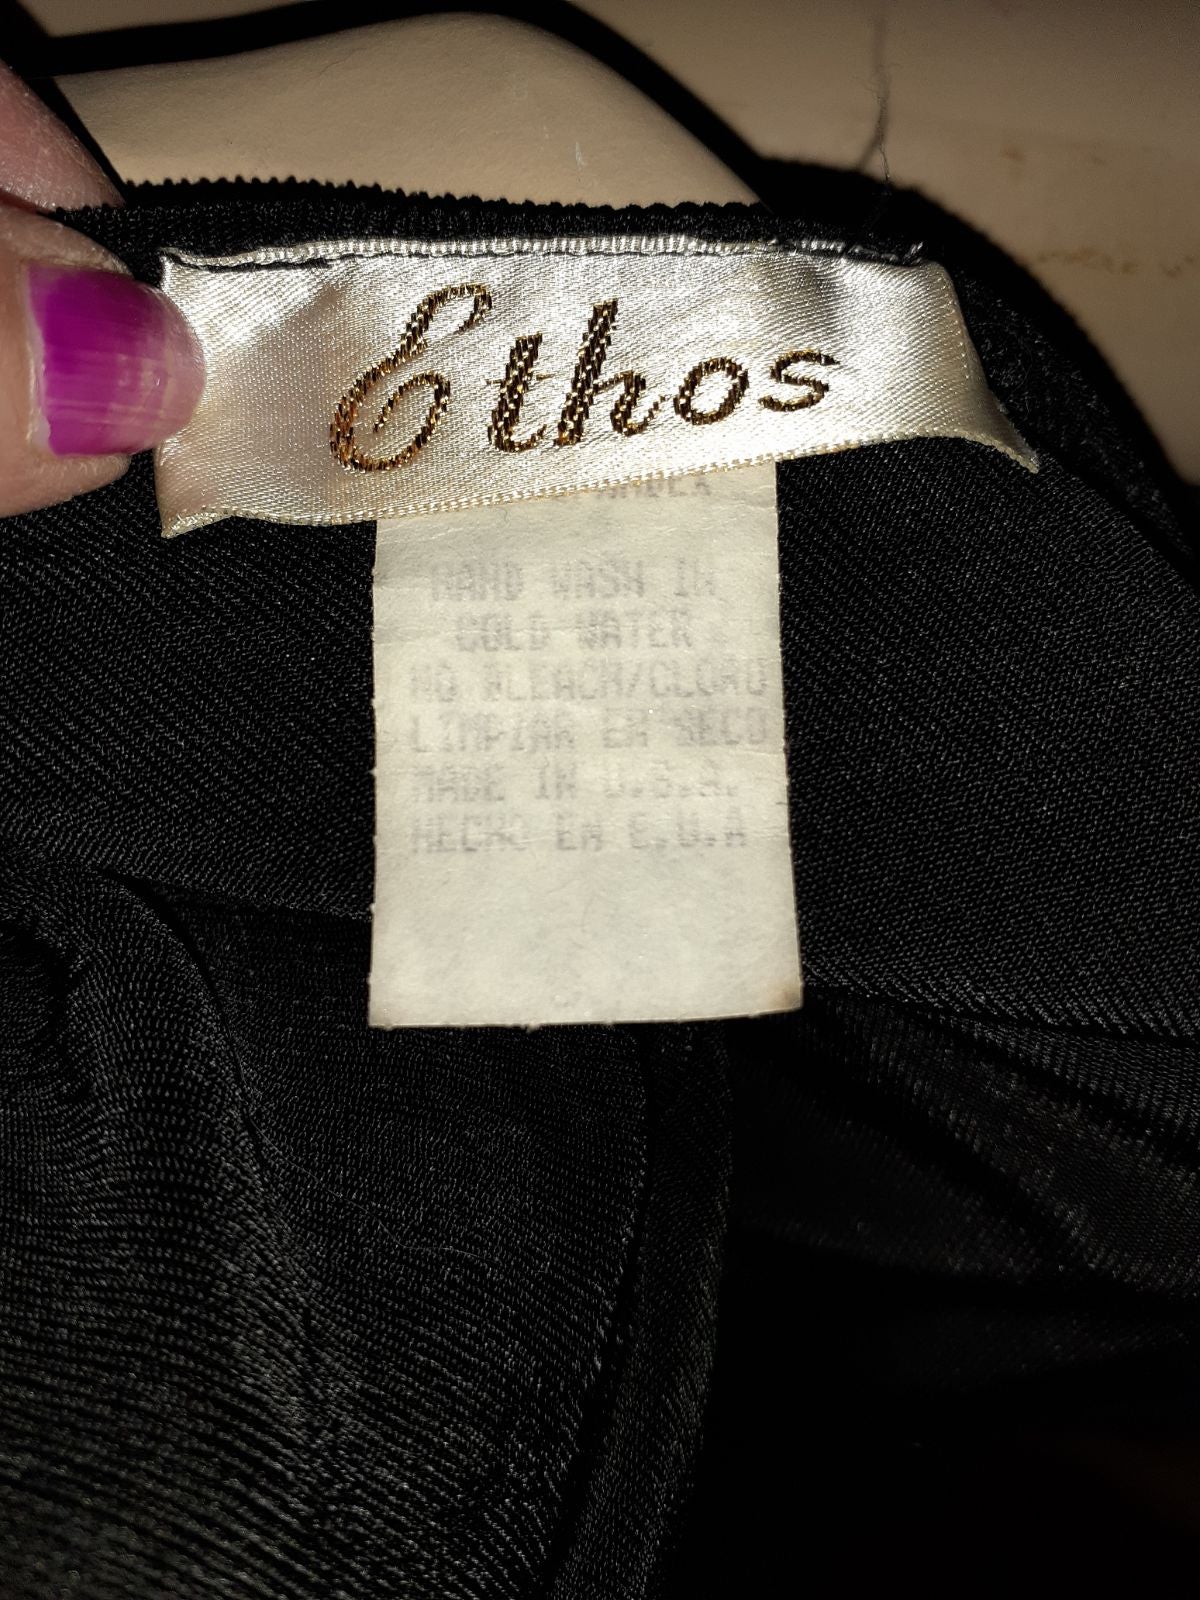 Ethos
HAND WASH IN
COLD WATER
NO BLEACH/CLORO
LIMPIAR EN SECO
MADE IN U.S.A.
HECHO EN E.U.A